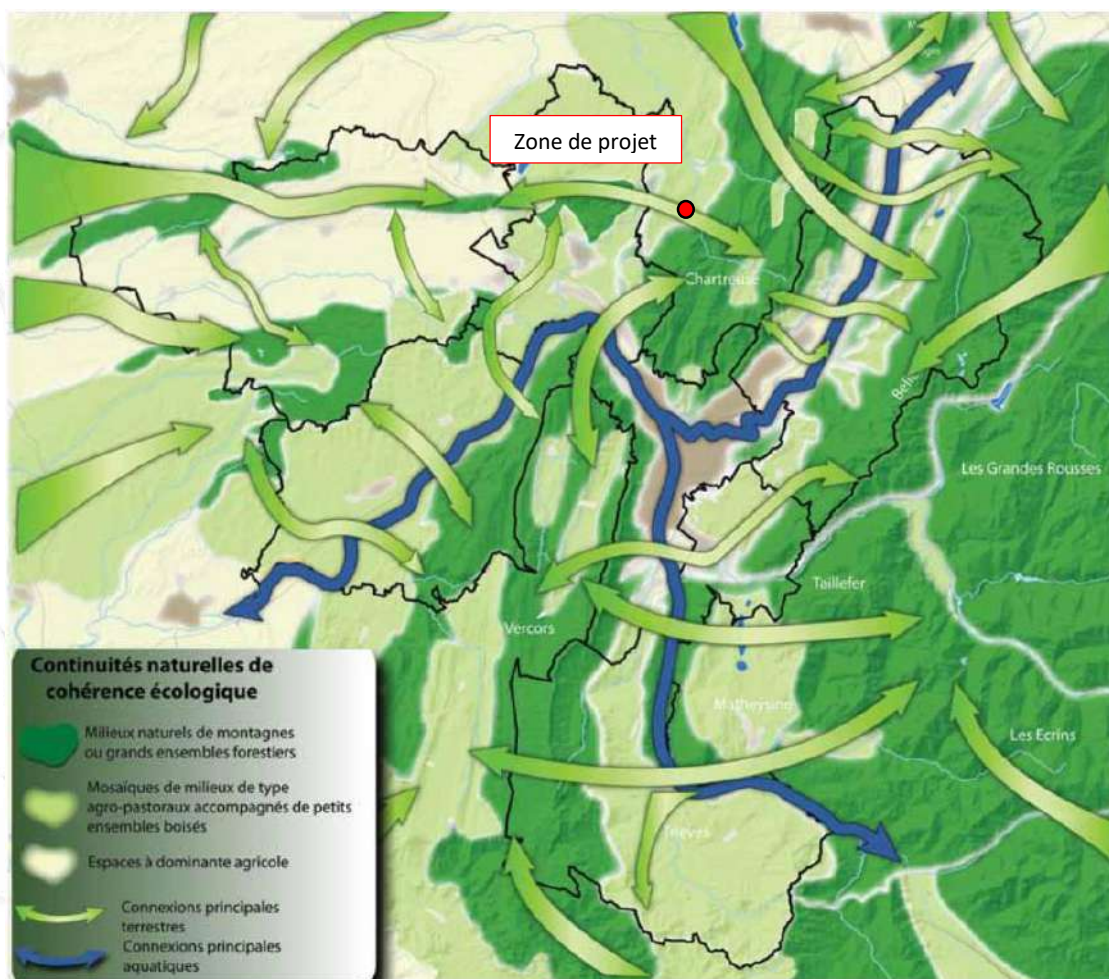 Zone de projet
Chartreuse
Les Grandes Rousses
Taillefer
Vercors
Matheysine
Les Ecrins
Trièves
Continuités naturelles de
cohérence écologique
Milieux naturels de montagnes
ou grands ensembles forestiers
Mosaïques de milieux de type
agro-pastoraux accompagnés de petits
ensembles boisés
Espaces à dominante agricole
Connexions principales
terrestres
Connexions principales
aquatiques